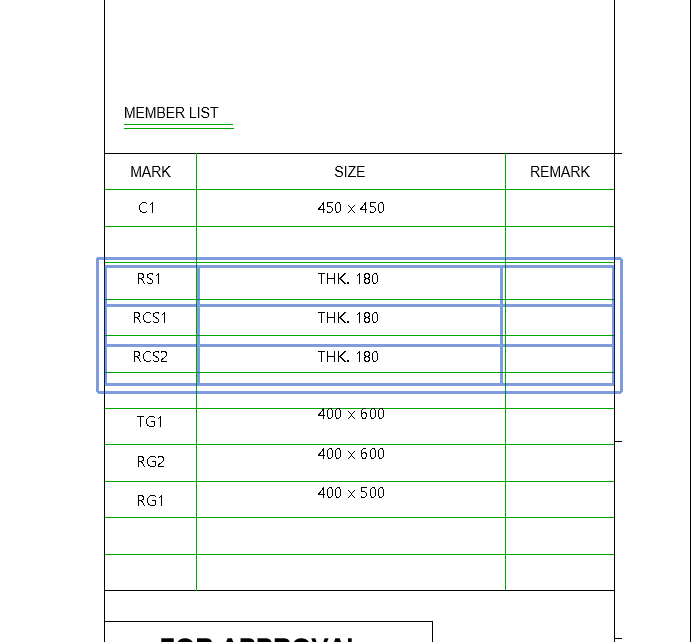 MEMBER LIST
MARK SIZE REMARK
C1 450 x 450
RS1 THK. 180
RCS1 THK. 180
RCS2 THK. 180
TG1 400 x 600
RG2 400 x 600
RG1 400 x 500
FOR APPROVAL